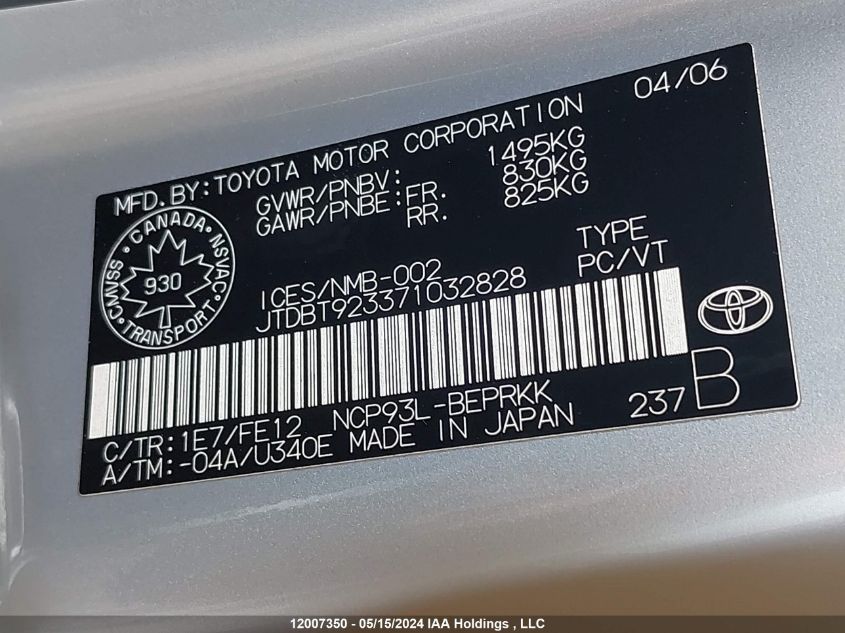 04/06
MFD.BY:TOYOTA MOTOR CORPORATION
GVWR/PNBV: 1495KG
GAWR/PNBE:FR. 830KG
RR. 825KG
CANADA
CMVSS NSVAC
930
TRANSPORT
TYPE
ICES/NMB-002 PC/VT
JTDBT923371032828
C/TR:1E7/FE12 NCP93L-BEPRKK 237 B
A/TM:-04A/U340E MADE IN JAPAN
12007350 - 05/15/2024 IAA Holdings , LLC